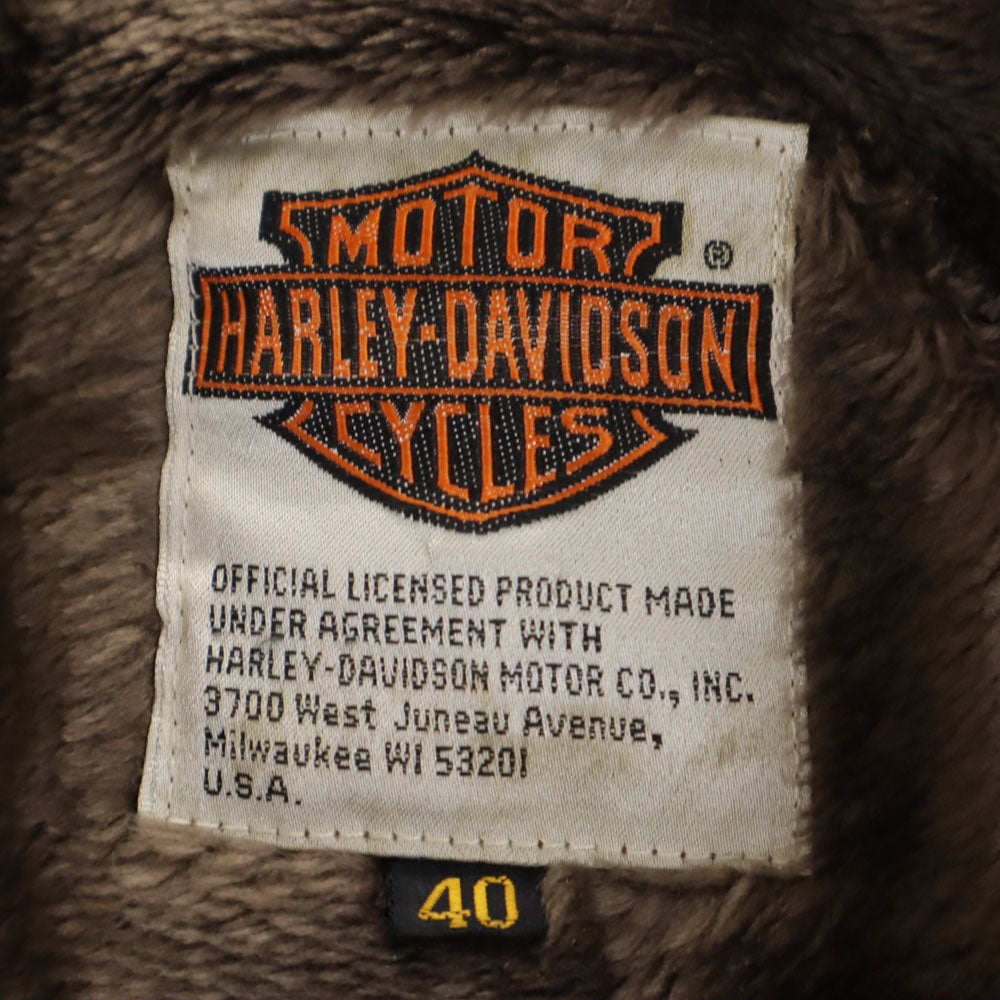 MOTOR
®
HARLEY-DAVIDSON
CYCLES
OFFICIAL LICENSED PRODUCT MADE
UNDER AGREEMENT WITH
HARLEY-DAVIDSON MOTOR CO., INC.
3700 West Juneau Avenue,
Milwaukee WI 53201
U.S.A.
40